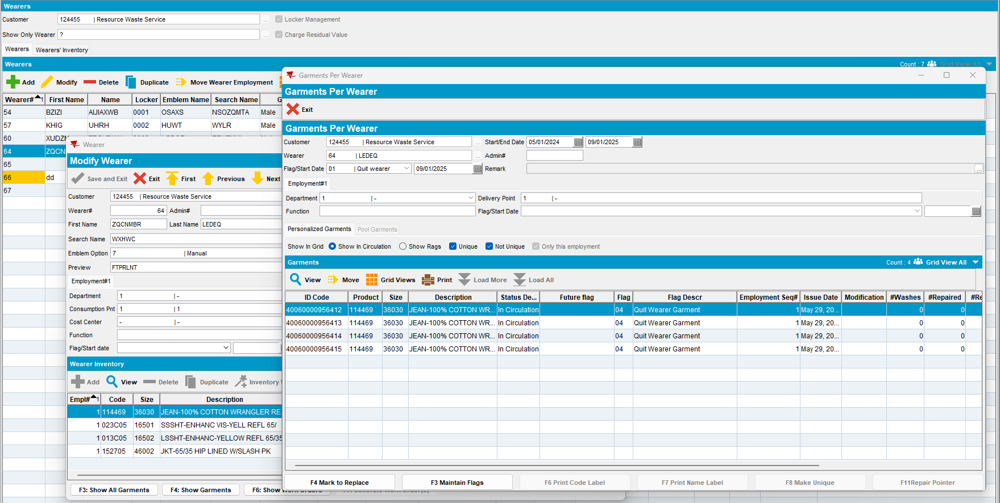 Wearers
Customer 124455 | Resource Waste Service ... Locker Management
Show Only Wearer ? ... Charge Residual Value
Wearers Wearers' Inventory
Wearers Count : 7 Grid View All
Add Modify Delete Duplicate Move Wearer Employment
Wearer# 1 First Name Name Locker Emblem Name Search Name G
54 BZIZI AIJIAXWB 0001 OSAXS NSOZQMTA Male
57 KHIG UHRH 0002 HUWT WYLR Male
60 XUDZM
64 ZQCN
65
66 dd
67
Wearer
Modify Wearer
Save and Exit Exit First Previous Next
Customer 124455 | Resource Waste Service
Wearer# 64 Admin#
First Name ZQCNMBR Last Name LEDEQ
Search Name WXHWC
Emblem Option 7 | Manual
Preview FTPRLNT
Employment#1
Department 1 | -
Consumption Pnt 1 | 1
Cost Center - | -
Function
Flag/Start date
Wearer Inventory
Add View Delete Duplicate Inventory
Empl# 1 Code Size Description
1 114469 36030 JEAN-100% COTTON WRANGLER RE
1 023C05 16501 SSSHT-ENHANC VIS-YELL REFL 65/
1 013C05 16502 LSSHT-ENHANC-YELLOW REFL 65/35
1 152705 46002 JKT-65/35 HIP LINED W/SLASH PK
F3: Show All Garments F4: Show Garments F6: Show Work Orders
Garments Per Wearer
Garments Per Wearer
Exit
Garments Per Wearer
Customer 124455 | Resource Waste Service ... Start/End Date 05/01/2024 16 09/01/2025 16
Wearer 64 | LEDEQ ... Admin#
Flag/Start Date 01 | Quit wearer 09/01/2025 16 Remark ...
Employment#1
Department 1 | - Delivery Point 1 | -
Function Flag/Start Date 16
Personalized Garments Pool Garments
Show In Grid Show In Circulation Show Rags Unique Not Unique Only this employment
Garments Count : 4 Grid View All
View Move Grid Views Print Load More Load All
ID Code Product Size Description Status De... Future flag Flag Flag Descr Employment Seq# Issue Date Modification #Washes #Repaired #Re
40060000956412 114469 36030 JEAN-100% COTTON WR... In Circulation 04 Quit Wearer Garment 1 May 29, 20... 0 0
40060000956413 114469 36030 JEAN-100% COTTON WR... In Circulation 04 Quit Wearer Garment 1 May 29, 20... 0 0
40060000956414 114469 36030 JEAN-100% COTTON WR... In Circulation 04 Quit Wearer Garment 1 May 29, 20... 0 0
40060000956415 114469 36030 JEAN-100% COTTON WR... In Circulation 04 Quit Wearer Garment 1 May 29, 20... 0 0
F4 Mark to Replace F3 Maintain Flags F6 Print Code Label F7 Print Name Label F8 Make Unique F11Repair Pointer